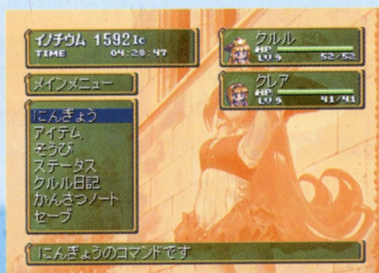 イノチウム 1592Ic
TIME 04:28:47
メインメニュー
にんぎょう
アイテム
そうび
ステータス
クルル日記
かんさつノート
セーブ
クルル
HP
LV 9 52/52
クレア
HP
LV 9 41/41
にんぎょうのコマンドです